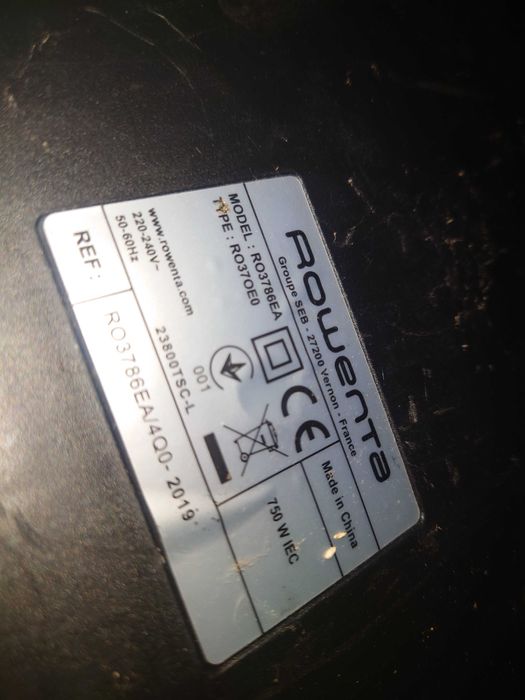 Rowenta
Groupe SEB - 27200 Vernon - France
MODEL : RO3786EA
TYPE : RO37OE0
CE
Made in China
001
www.rowenta.com
220-240V~
50-60Hz
23800TSC-L
750 W IEC
REF :
RO3786EA/4Q0- 2019